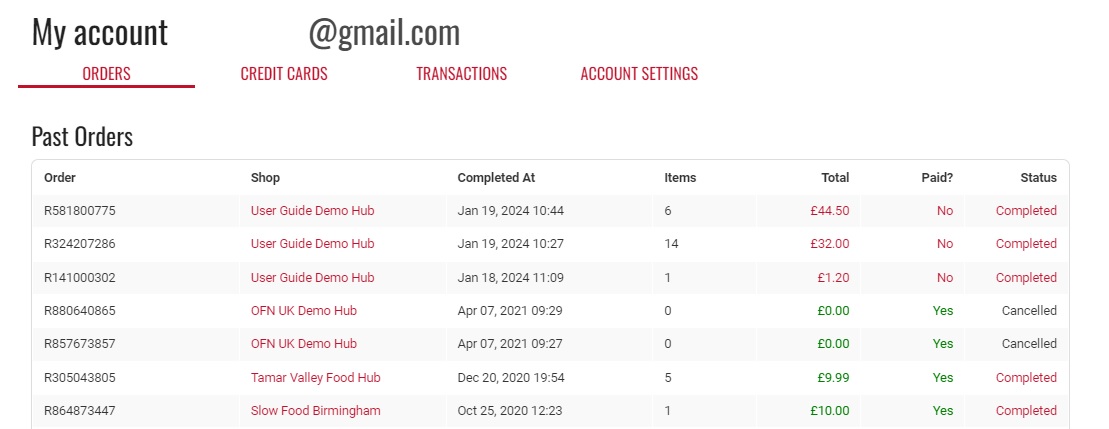 My account @gmail.com
ORDERS CREDIT CARDS TRANSACTIONS ACCOUNT SETTINGS
Past Orders
Order Shop Completed At Items Total Paid? Status
R581800775 User Guide Demo Hub Jan 19, 2024 10:44 6 £44.50 No Completed
R324207286 User Guide Demo Hub Jan 19, 2024 10:27 14 £32.00 No Completed
R141000302 User Guide Demo Hub Jan 18, 2024 11:09 1 £1.20 No Completed
R880640865 OFN UK Demo Hub Apr 07, 2021 09:29 0 £0.00 Yes Cancelled
R857673857 OFN UK Demo Hub Apr 07, 2021 09:27 0 £0.00 Yes Cancelled
R305043805 Tamar Valley Food Hub Dec 20, 2020 19:54 5 £9.99 Yes Completed
R864873447 Slow Food Birmingham Oct 25, 2020 12:23 1 £10.00 Yes Completed